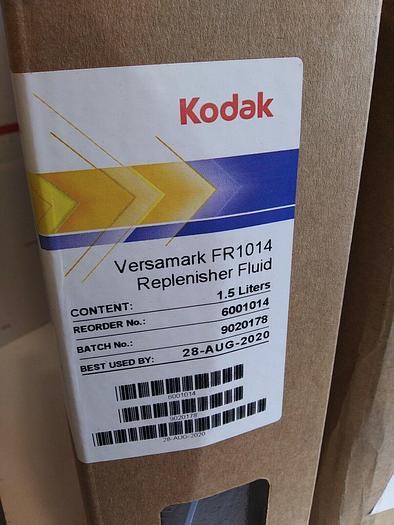 Kodak
Versamark FR1014
Replenisher Fluid
CONTENT: 1.5 Liters
REORDER No.: 6001014
BATCH No.: 9020178
BEST USED BY: 28-AUG-2020
6001014
9020178
28-AUG-2020